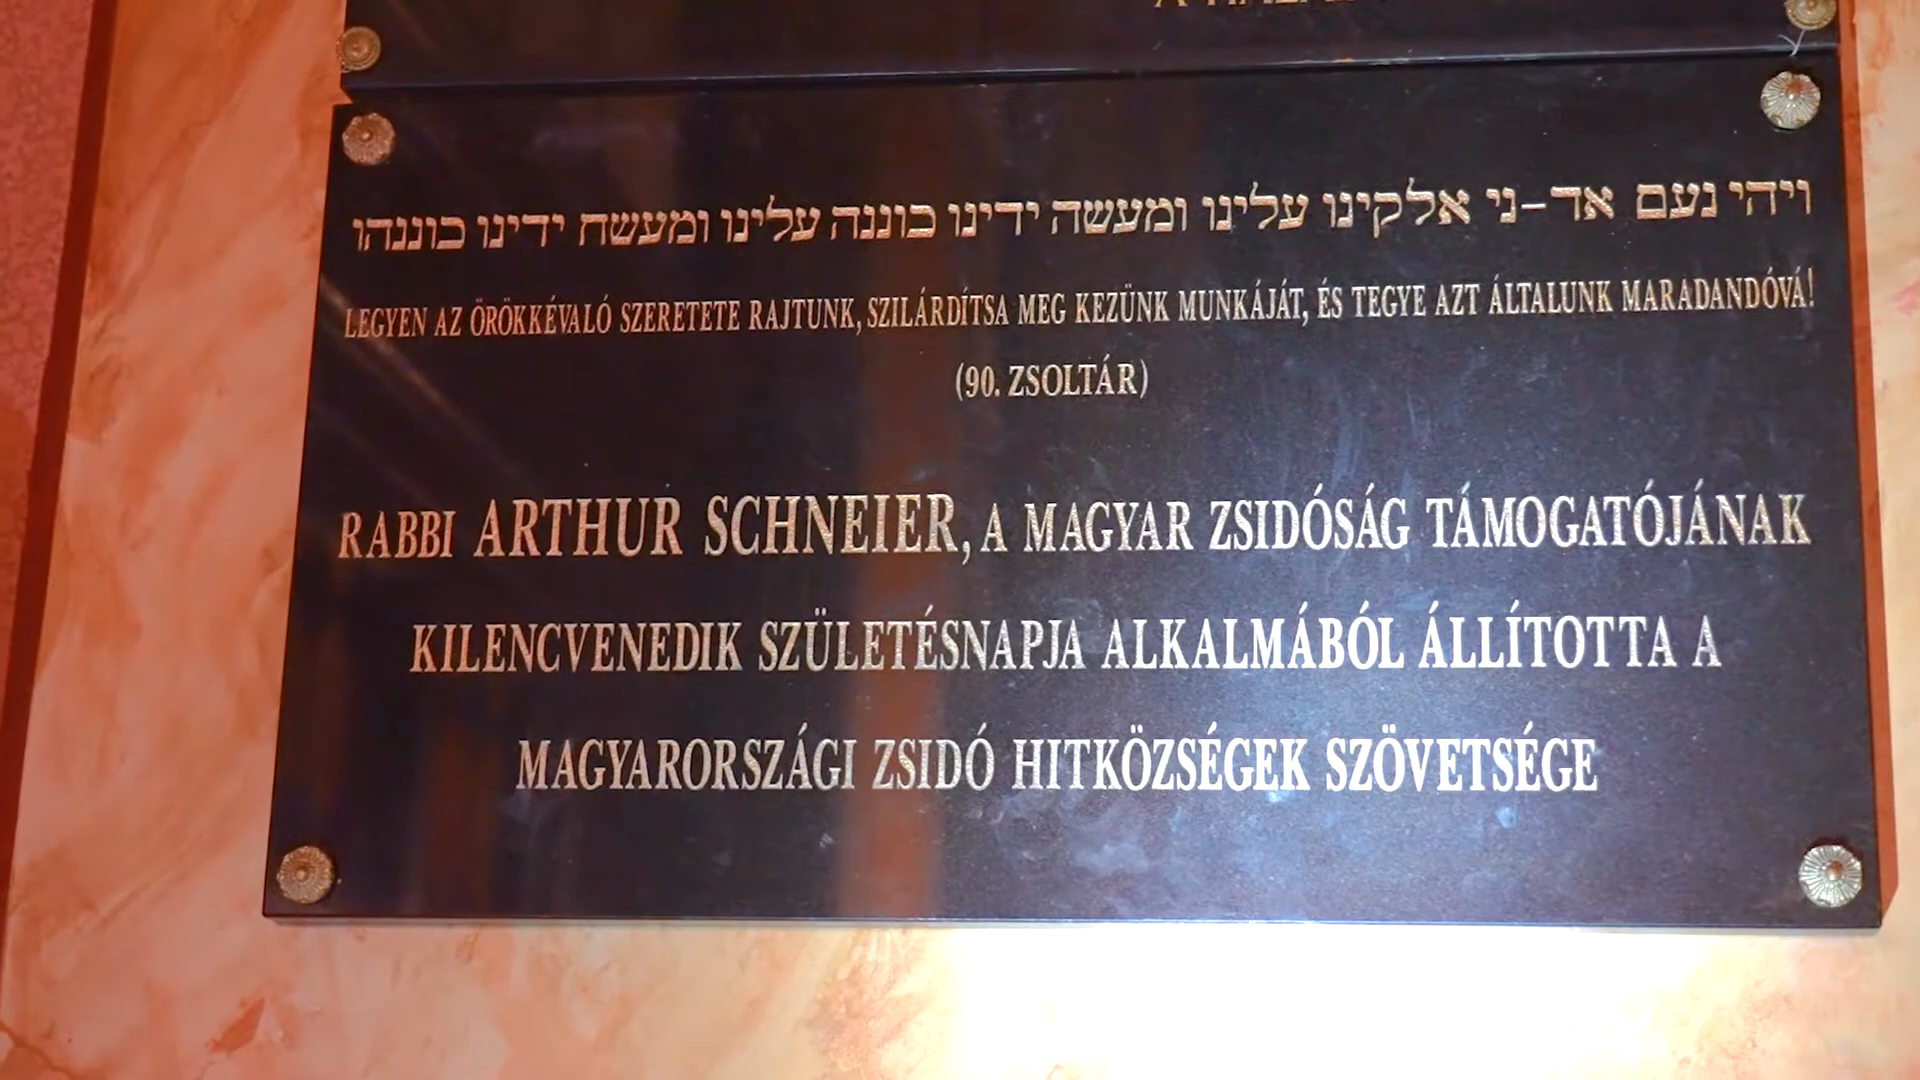 ויהי נעם אד-ני אלקינו עלינו ומעשה ידינו כוננה עלינו ומעשה ידינו כוננהו
LEGYEN AZ ÖRÖKKÉVALÓ SZERETETE RAJTUNK, SZILÁRDÍTSA MEG KEZÜNK MUNKÁJÁT, ÉS TEGYE AZT ÁLTALUNK MARADANDÓVÁ!
(90. ZSOLTÁR)
RABBI ARTHUR SCHNEIER, A MAGYAR ZSIDÓSÁG TÁMOGATÓJÁNAK
KILENCVENEDIK SZÜLETÉSNAPJA ALKALMÁBÓL ÁLLÍTOTTA A
MAGYARORSZÁGI ZSIDÓ HITKÖZSÉGEK SZÖVETSÉGE